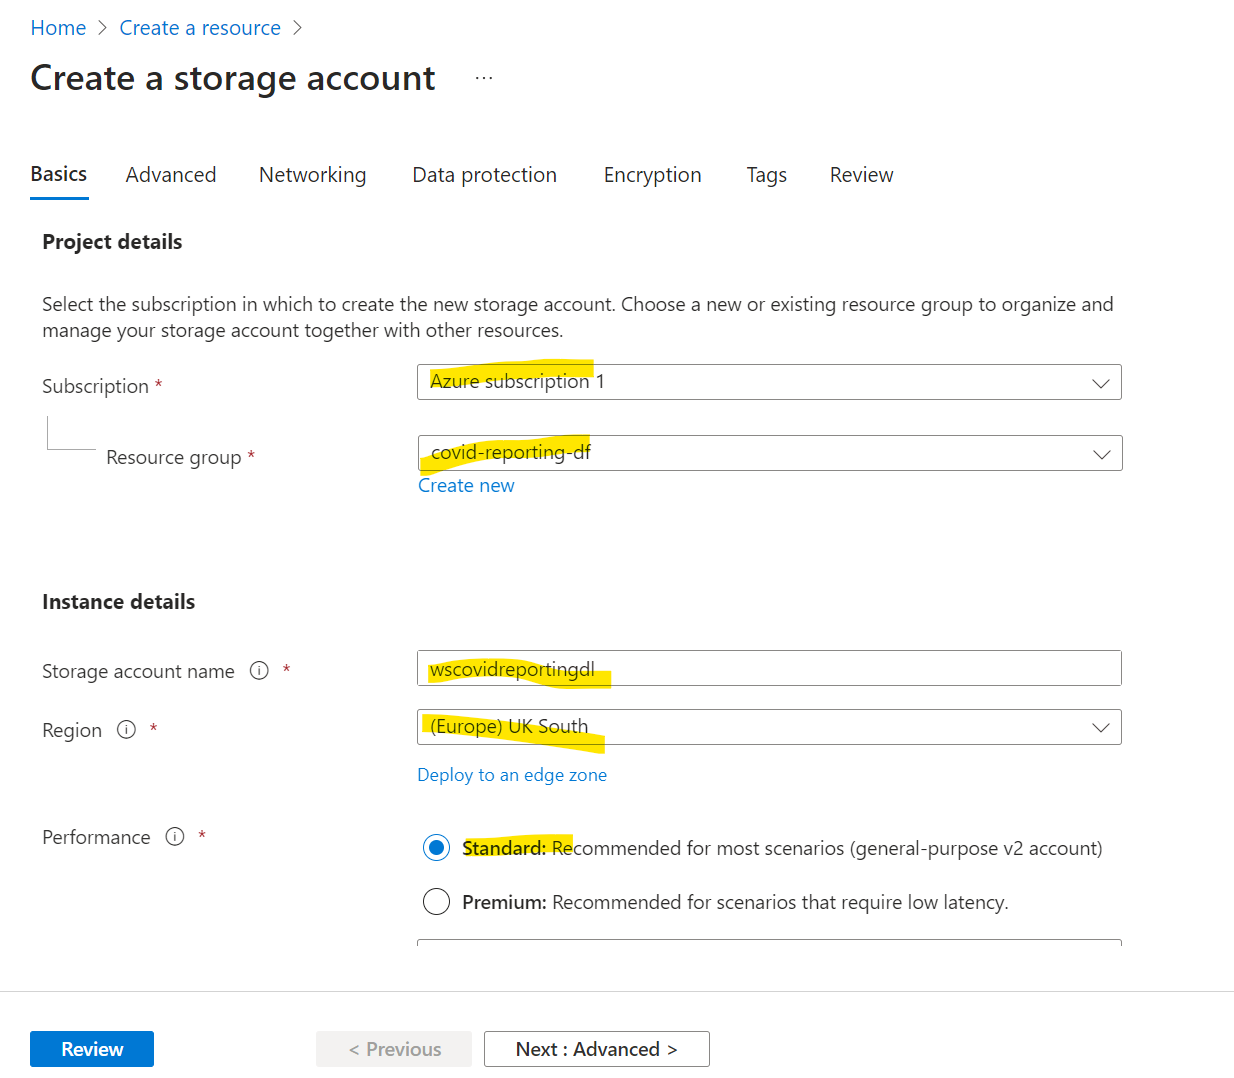 Home > Create a resource >
Create a storage account ...
Basics Advanced Networking Data protection Encryption Tags Review
Project details
Select the subscription in which to create the new storage account. Choose a new or existing resource group to organize and
manage your storage account together with other resources.
Subscription * Azure subscription 1
Resource group * covid-reporting-df
Create new
Instance details
Storage account name * wscovidreportingdl
Region * (Europe) UK South
Deploy to an edge zone
Performance * Standard: Recommended for most scenarios (general-purpose v2 account)
Premium: Recommended for scenarios that require low latency.
Review < Previous Next : Advanced >